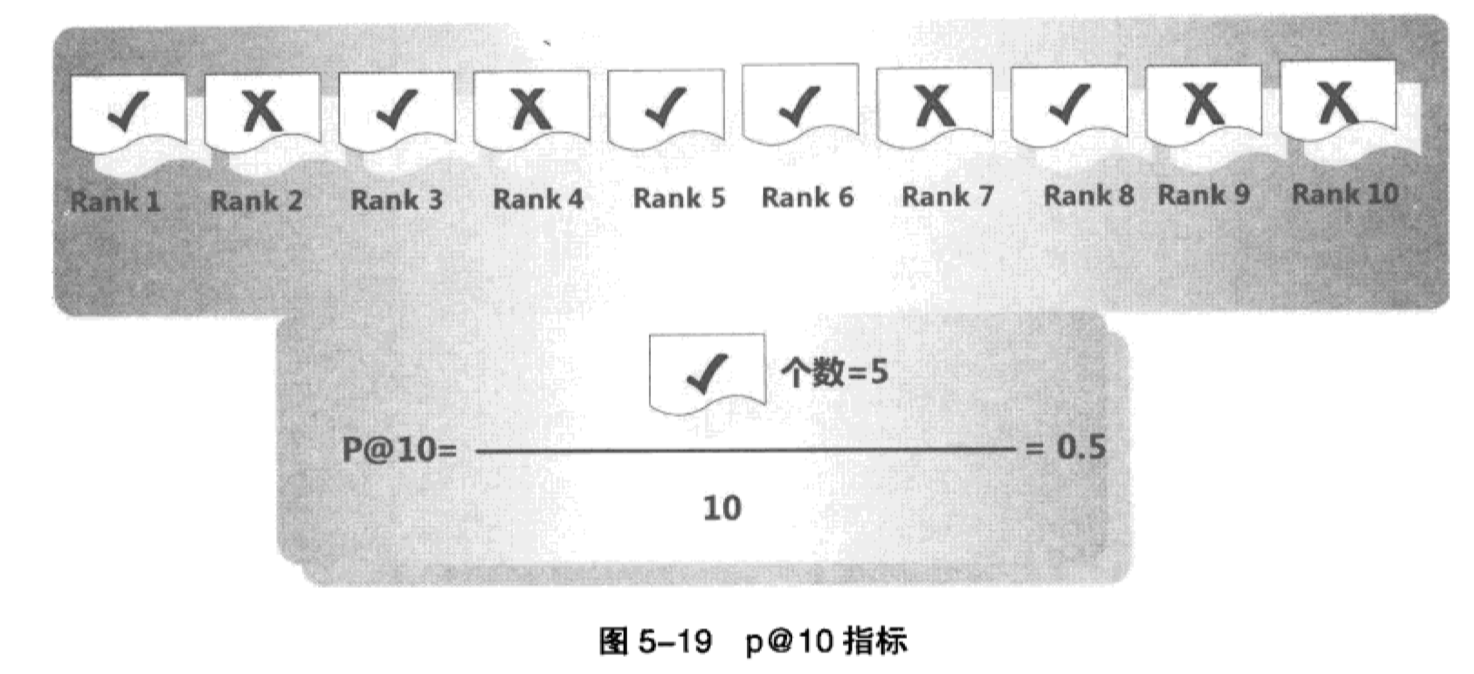 Rank 1 Rank 2 Rank 3 Rank 4 Rank 5 Rank 6 Rank 7 Rank 8 Rank 9 Rank 10
个数=5
P@10= = 0.5
10
图 5-19 p@10 指标